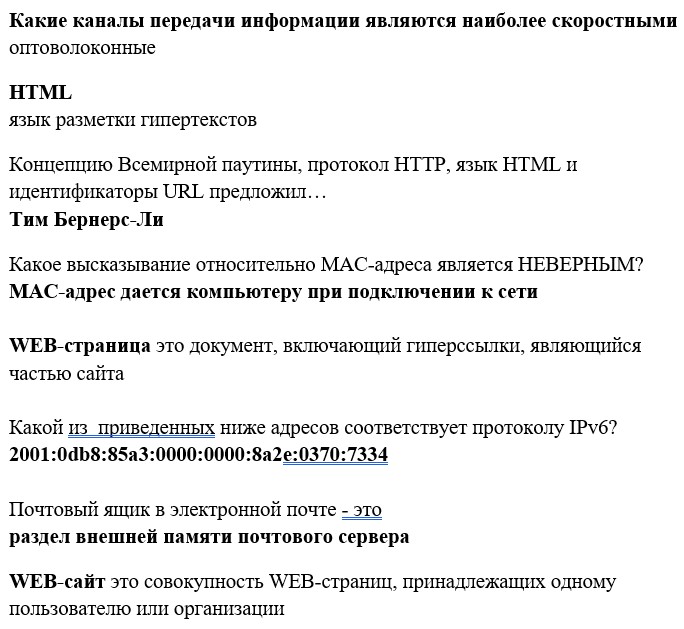 Какие каналы передачи информации являются наиболее скоростными
оптоволоконные
HTML
язык разметки гипертекстов
Концепцию Всемирной паутины, протокол HTTP, язык HTML и
идентификаторы URL предложил…
Тим Бернерс-Ли
Какое высказывание относительно MAC-адреса является НЕВЕРНЫМ?
MAC-адрес дается компьютеру при подключении к сети
WEB-страница это документ, включающий гиперссылки, являющийся
частью сайта
Какой из приведенных ниже адресов соответствует протоколу IPv6?
2001:0db8:85a3:0000:0000:8a2e:0370:7334
Почтовый ящик в электронной почте - это
раздел внешней памяти почтового сервера
WEB-сайт это совокупность WEB-страниц, принадлежащих одному
пользователю или организации